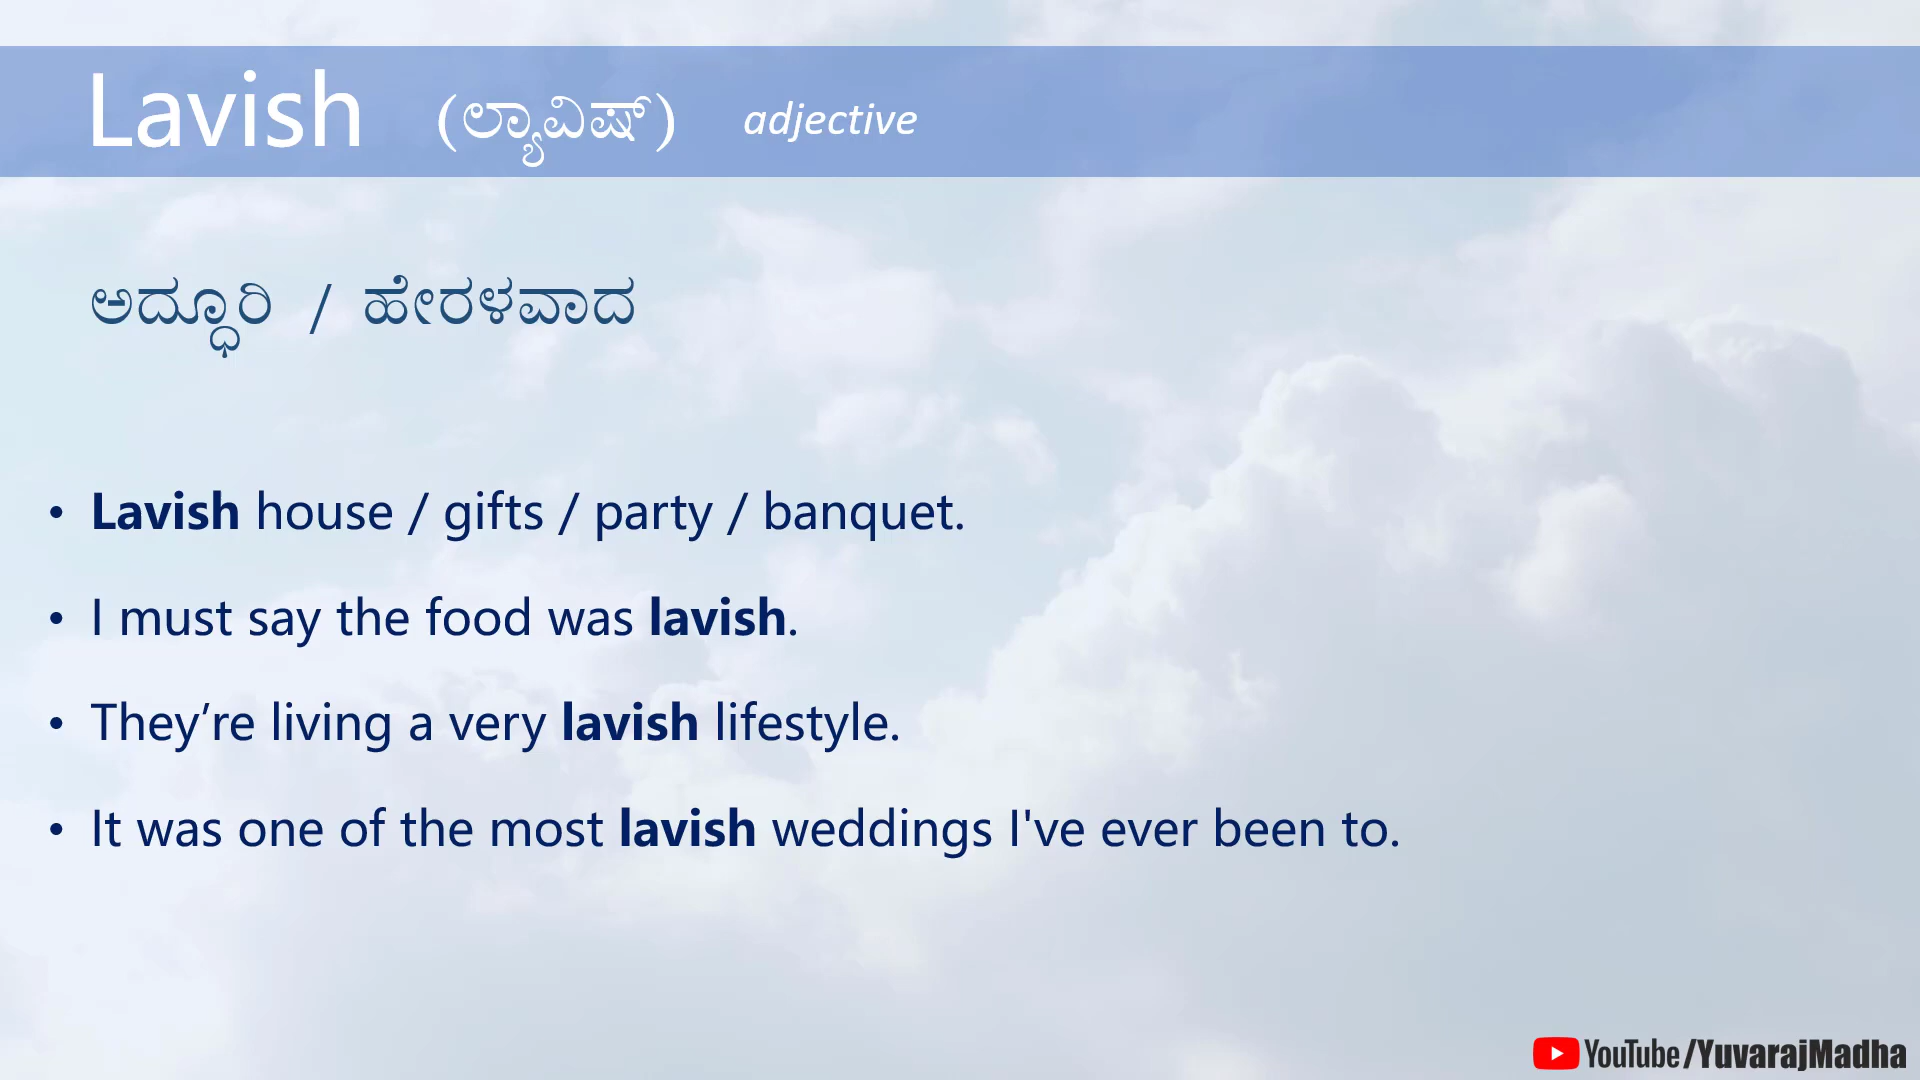 Lavish (ಲ್ಯಾವಿಷ್) adjective
ಅದ್ಧೂರಿ / ಹೇರಳವಾದ
• Lavish house / gifts / party / banquet.
• I must say the food was lavish.
• They’re living a very lavish lifestyle.
• It was one of the most lavish weddings I've ever been to.
YouTube/YuvarajMadha